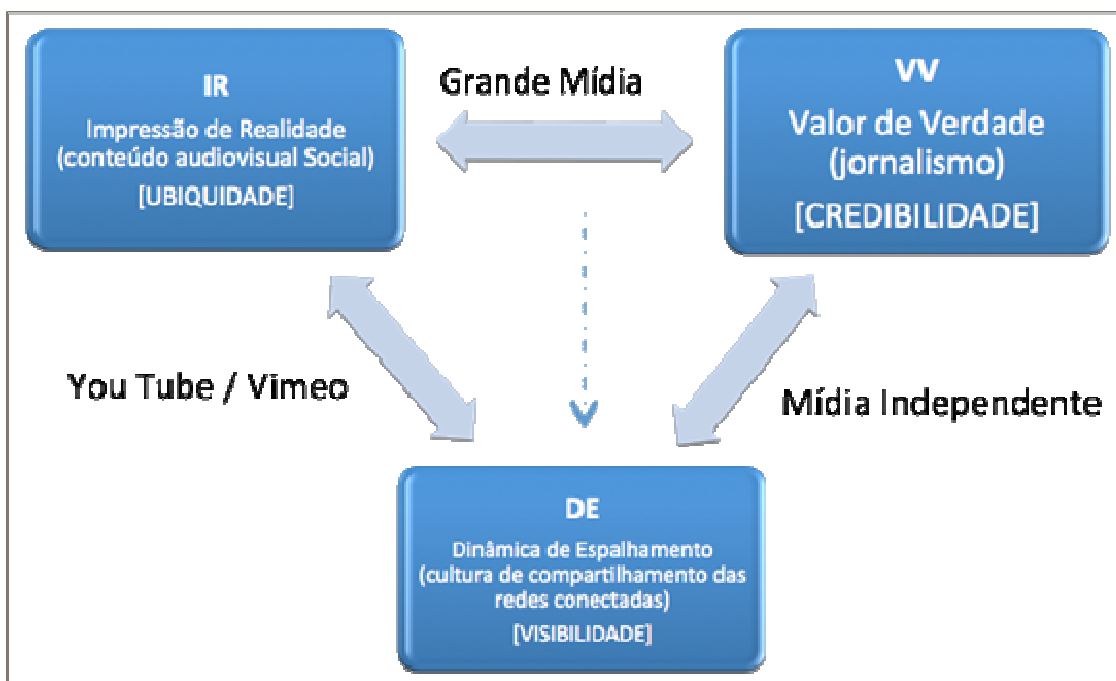 IR
Impressão de Realidade
(conteúdo audiovisual Social)
[UBIQUIDADE]
Grande Mídia
VV
Valor de Verdade
(jornalismo)
[CREDIBILIDADE]
You Tube / Vimeo
Mídia Independente
DE
Dinâmica de Espalhamento
(cultura de compartilhamento das
redes conectadas)
[VISIBILIDADE]